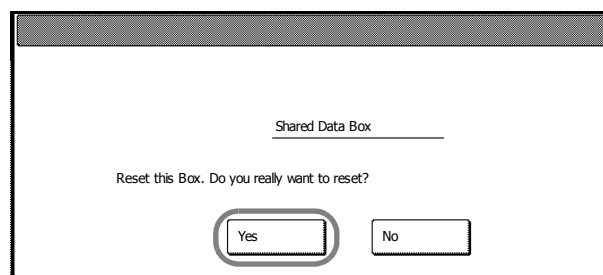 Shared Data Box
Reset this Box. Do you really want to reset?
Yes No